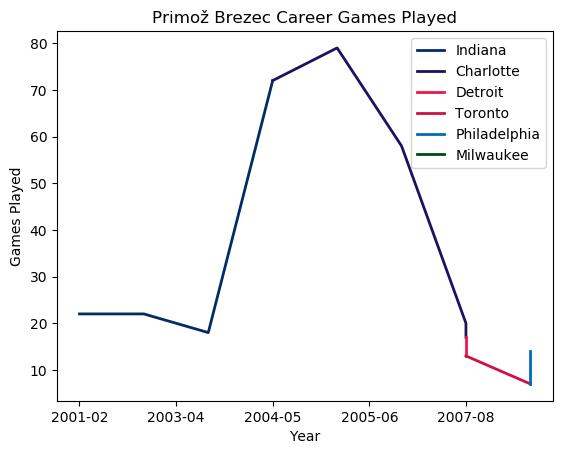 Primož Brezec Career Games Played
Games Played
80
70
60
50
40
30
20
10
Indiana
Charlotte
Detroit
Toronto
Philadelphia
Milwaukee
2001-02 2003-04 2004-05 2005-06 2007-08
Year